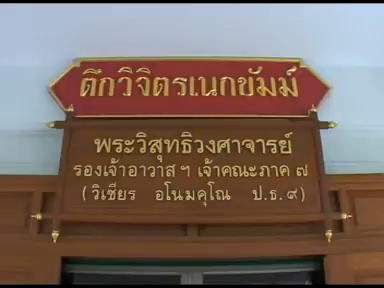 ตึกวิจิตรเนกขัมม์
พระวิสุทธิวงศาจารย์
รองเจ้าอาวาส ฯ เจ้าคณะภาค ๗
( วิเชียร อโนมคุโณ ป.ธ.๙ )